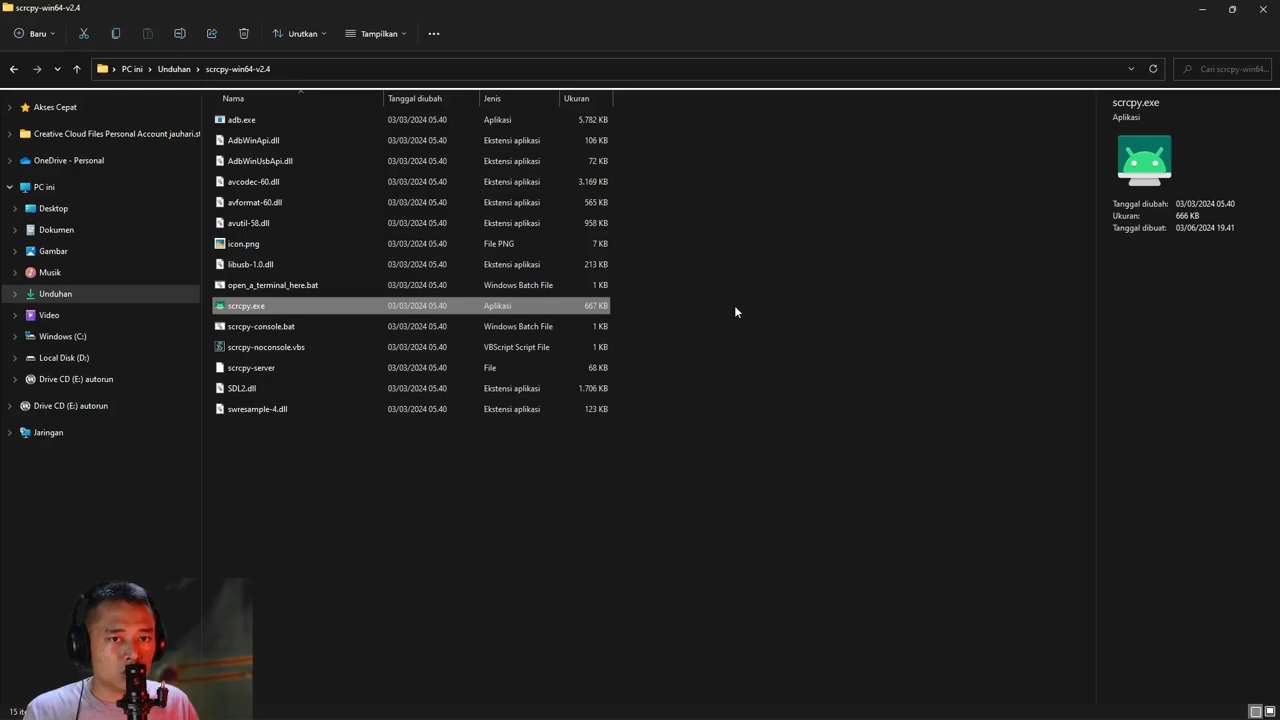 scrcpy-win64-v2.4
Baru
Urutkan
Tampilkan
PC ini
Unduhan
scrcpy-win64-v2.4
Cari scrcpy-win64...
Akses Cepat
Creative Cloud Files Personal Account jauhari.st
OneDrive - Personal
PC ini
Desktop
Dokumen
Gambar
Musik
Unduhan
Video
Windows (C:)
Local Disk (D:)
Drive CD (E:) autorun
Drive CD (E:) autorun
Jaringan
Nama Tanggal diubah Jenis Ukuran
adb.exe 03/03/2024 05.40 Aplikasi 5.782 KB
AdbWinApi.dll 03/03/2024 05.40 Ekstensi aplikasi 106 KB
AdbWinUsbApi.dll 03/03/2024 05.40 Ekstensi aplikasi 72 KB
avcodec-60.dll 03/03/2024 05.40 Ekstensi aplikasi 3.169 KB
avformat-60.dll 03/03/2024 05.40 Ekstensi aplikasi 565 KB
avutil-58.dll 03/03/2024 05.40 Ekstensi aplikasi 958 KB
icon.png 03/03/2024 05.40 File PNG 7 KB
libusb-1.0.dll 03/03/2024 05.40 Ekstensi aplikasi 213 KB
open_a_terminal_here.bat 03/03/2024 05.40 Windows Batch File 1 KB
scrcpy.exe 03/03/2024 05.40 Aplikasi 667 KB
scrcpy-console.bat 03/03/2024 05.40 Windows Batch File 1 KB
scrcpy-noconsole.vbs 03/03/2024 05.40 VBScript Script File 1 KB
scrcpy-server 03/03/2024 05.40 File 68 KB
SDL2.dll 03/03/2024 05.40 Ekstensi aplikasi 1.706 KB
swresample-4.dll 03/03/2024 05.40 Ekstensi aplikasi 123 KB
scrcpy.exe
Aplikasi
Tanggal diubah: 03/03/2024 05.40
Ukuran: 666 KB
Tanggal dibuat: 03/06/2024 19.41
15 ite